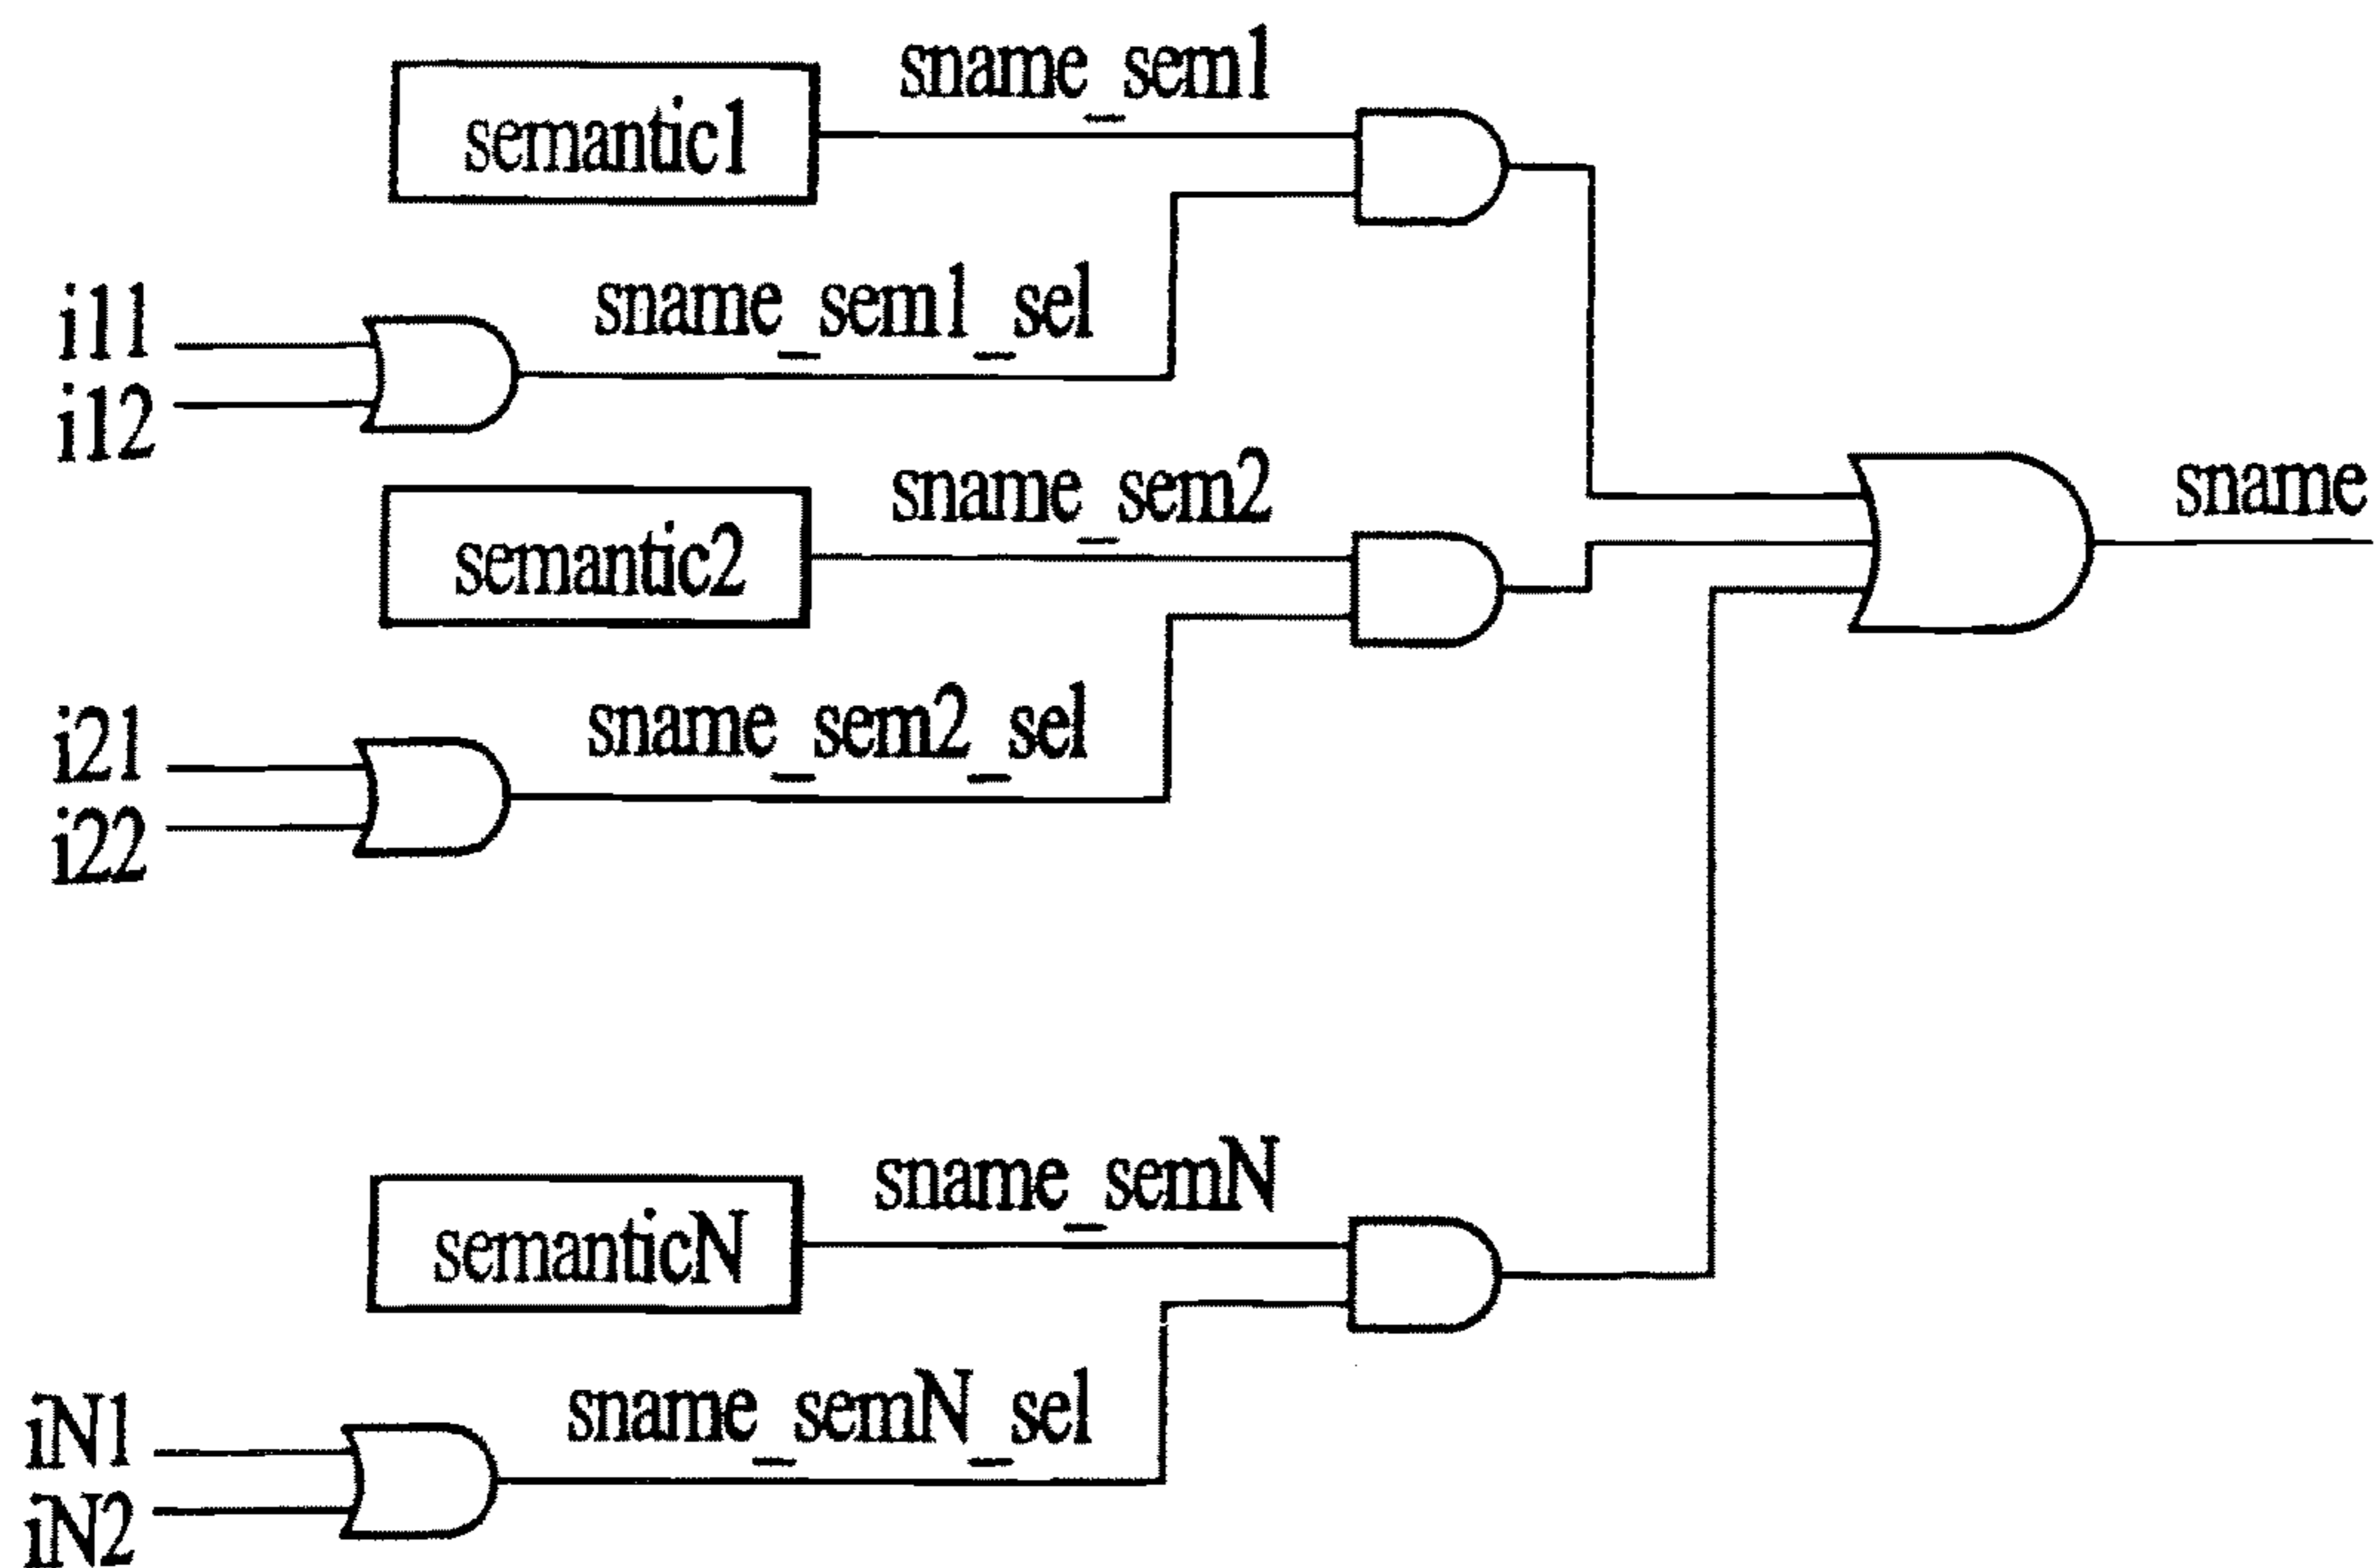 sname_sem1
semantic1
sname_sem1_sel
i11
i12
sname_sem2
sname
semantic2
sname_sem2_sel
i21
i22
sname_semN
semanticN
sname_semN_sel
iN1
iN2